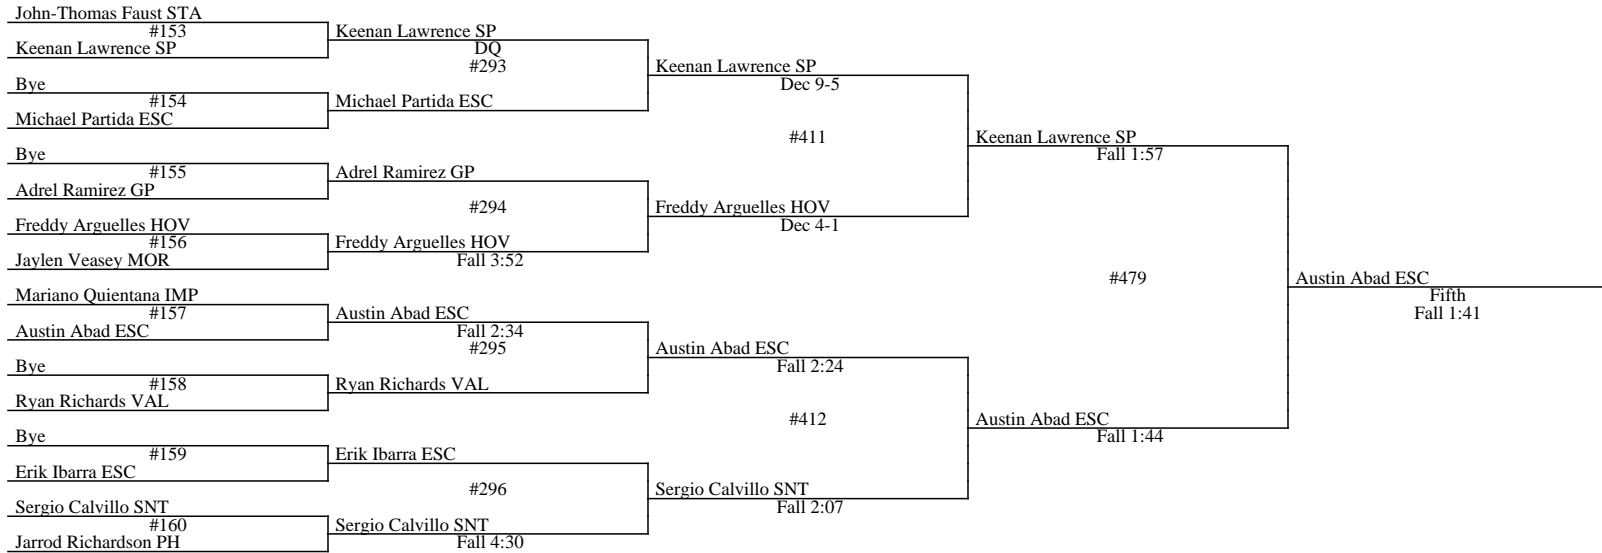 John-Thomas Faust STA
#153
Keenan Lawrence SP
Bye
#154
Michael Partida ESC
Bye
#155
Adrel Ramirez GP
Freddy Arguelles HOV
#156
Jaylen Veasey MOR
Mariano Quientana IMP
#157
Austin Abad ESC
Bye
#158
Ryan Richards VAL
Bye
#159
Erik Ibarra ESC
Sergio Calvillo SNT
#160
Jarrod Richardson PH
Keenan Lawrence SP
DQ
#293
Michael Partida ESC
Adrel Ramirez GP
#294
Freddy Arguelles HOV
Fall 3:52
Austin Abad ESC
Fall 2:34
#295
Ryan Richards VAL
Erik Ibarra ESC
#296
Sergio Calvillo SNT
Fall 4:30
Keenan Lawrence SP
Dec 9-5
#411
Freddy Arguelles HOV
Dec 4-1
Austin Abad ESC
Fall 2:24
#412
Sergio Calvillo SNT
Fall 2:07
Keenan Lawrence SP
Fall 1:57
#479
Austin Abad ESC
Fall 1:44
Austin Abad ESC
Fifth
Fall 1:41